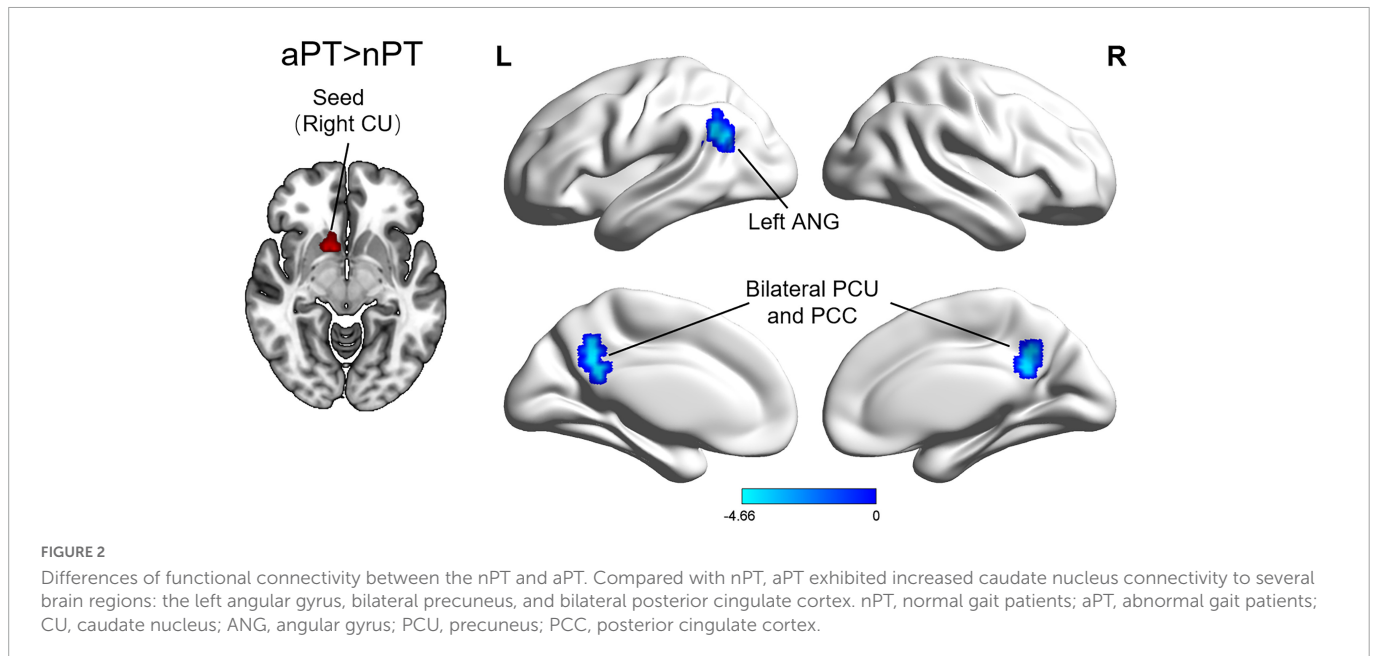 aPT>nPT
Seed
(Right CU)
L
R
Left ANG
Bilateral PCU
and PCC
-4.66
0
FIGURE 2
Differences of functional connectivity between the nPT and aPT. Compared with nPT, aPT exhibited increased caudate nucleus connectivity to several
brain regions: the left angular gyrus, bilateral precuneus, and bilateral posterior cingulate cortex. nPT, normal gait patients; aPT, abnormal gait patients;
CU, caudate nucleus; ANG, angular gyrus; PCU, precuneus; PCC, posterior cingulate cortex.